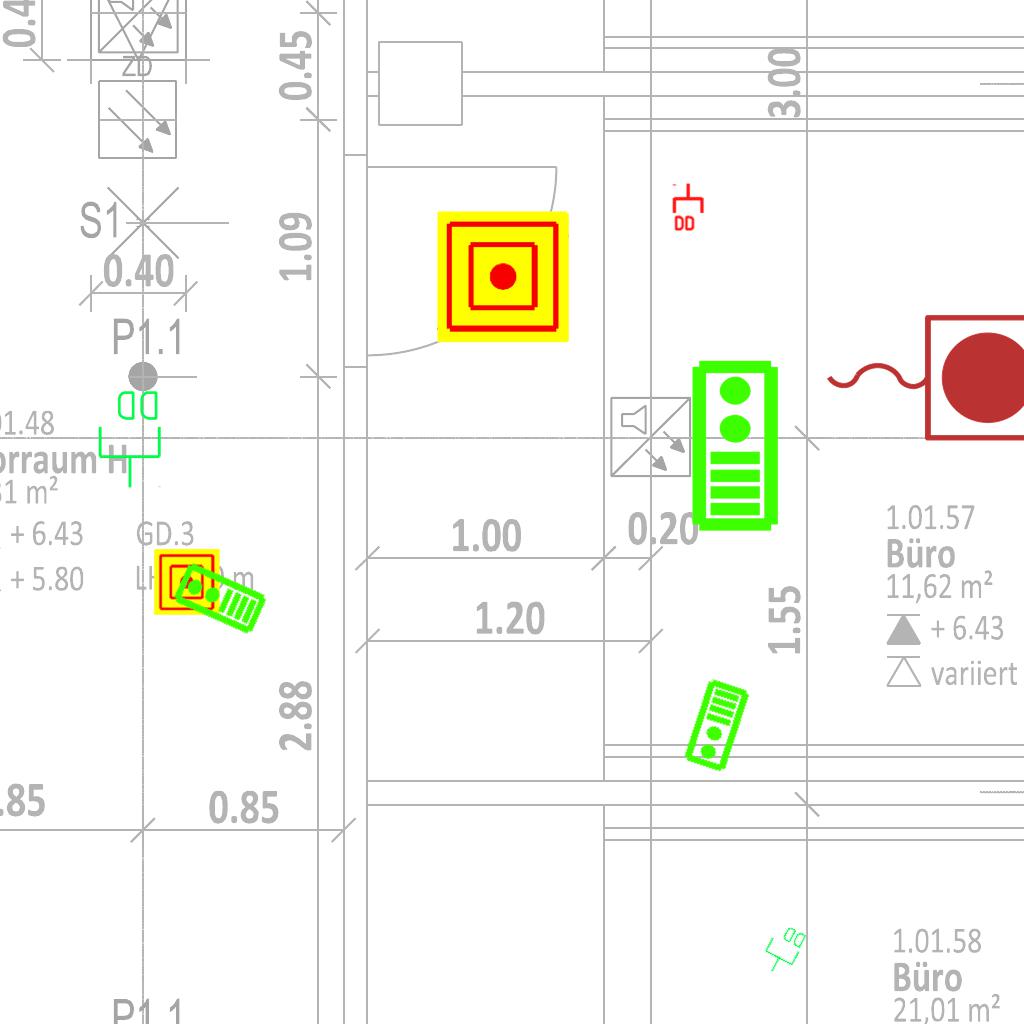 0.4
ZD
0.45
3.00
S1
0.40
1.09
DD
P1.1
DD
01.48
orraum H
31 m²
+ 6.43
GD.3
+ 5.80
1.00
0.20
1.20
1.55
1.01.57
Büro
11,62 m²
+ 6.43
variiert
2.88
.85
0.85
1.01.58
Büro
21,01 m²
P1.1